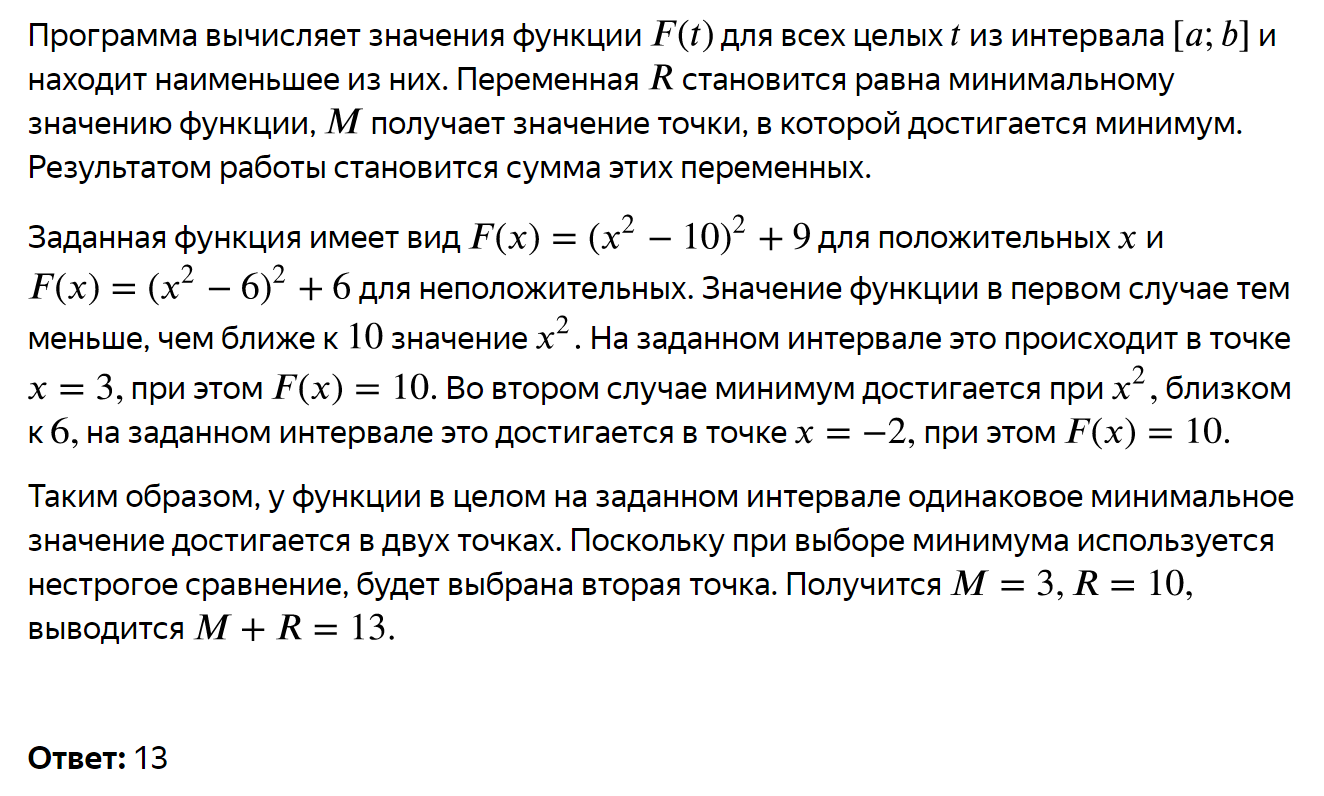 Программа вычисляет значения функции F(t) для всех целых t из интервала [a; b] и
находит наименьшее из них. Переменная R становится равна минимальному
значению функции, M получает значение точки, в которой достигается минимум.
Результатом работы становится сумма этих переменных.
Заданная функция имеет вид F(x) = (x² − 10)² + 9 для положительных x и
F(x) = (x² − 6)² + 6 для неположительных. Значение функции в первом случае тем
меньше, чем ближе к 10 значение x². На заданном интервале это происходит в точке
x = 3, при этом F(x) = 10. Во втором случае минимум достигается при x², близком
к 6, на заданном интервале это достигается в точке x = −2, при этом F(x) = 10.
Таким образом, у функции в целом на заданном интервале одинаковое минимальное
значение достигается в двух точках. Поскольку при выборе минимума используется
нестрогое сравнение, будет выбрана вторая точка. Получится M = 3, R = 10,
выводится M + R = 13.
Ответ: 13